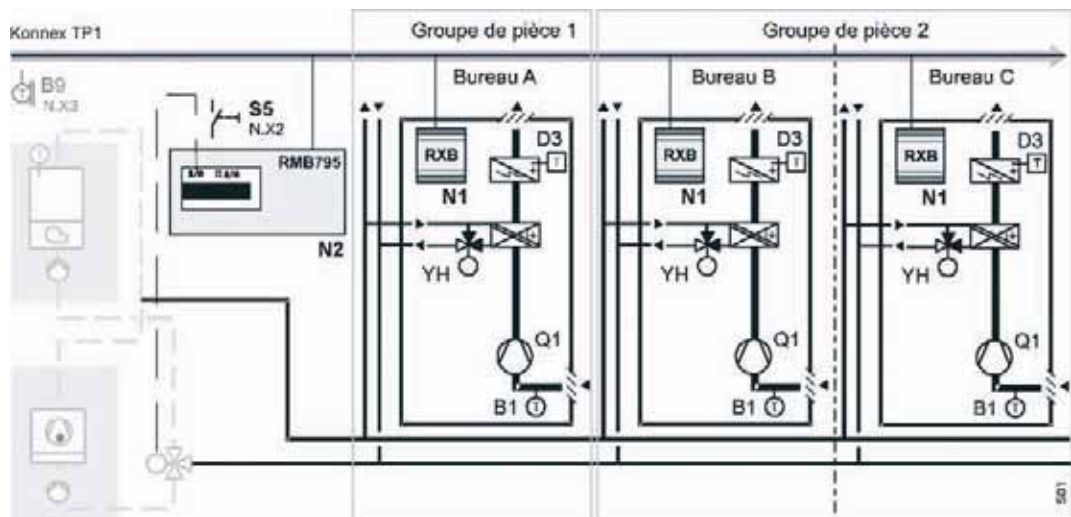 Konnex TP1
Groupe de pièce 1
Groupe de pièce 2
B9
N.X3
S5
N.X2
RMB795
N2
Bureau A
RXB
N1
D3
T
YH
Q1
B1
T
Bureau B
RXB
N1
D3
T
YH
Q1
B1
T
Bureau C
RXB
N1
D3
T
YH
Q1
B1
T
T